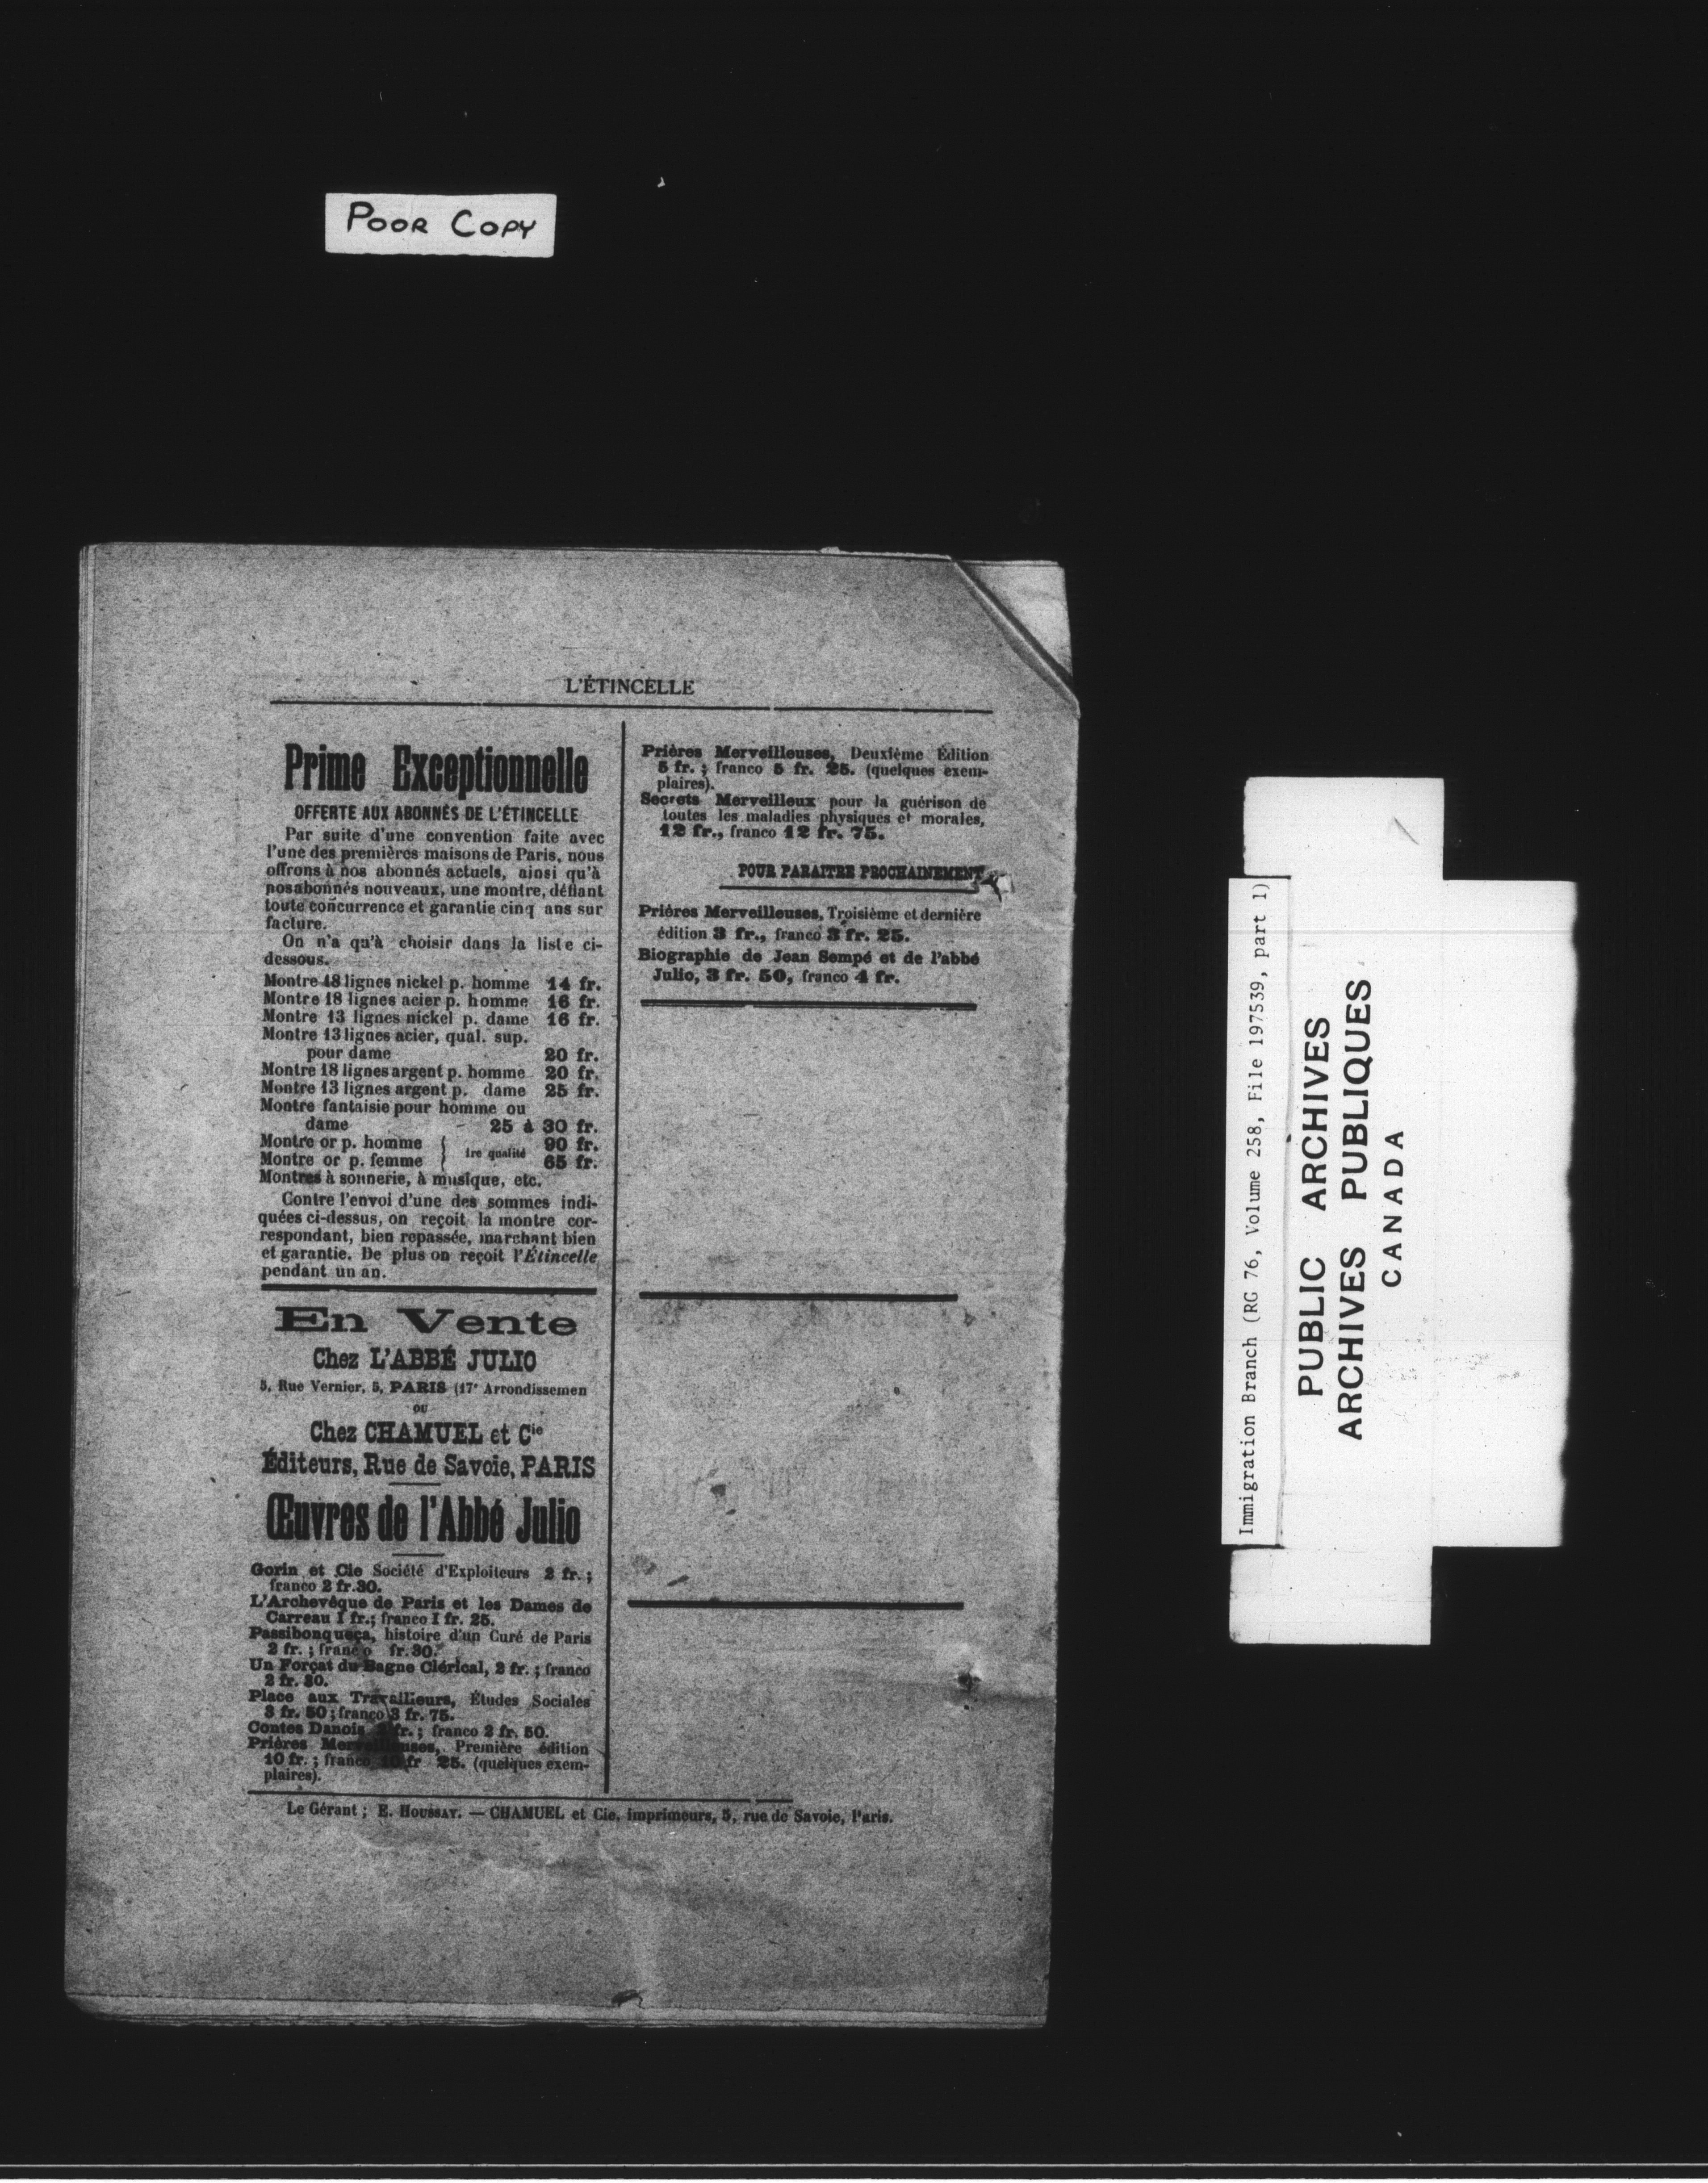 POOR COPY
L'ÉTINCELLE
Prime Exceptionnelle
OFFERTE AUX ABONNÉS DE L'ÉTINCELLE
Par suite d'une convention faite avec
l'une des premières maisons de Paris, nous
offrons à nos abonnés actuels, ainsi qu'à
nos abonnés nouveaux, une montre, défiant
toute concurrence et garantie cinq ans sur
facture.
On n'a qu'à choisir dans la liste ci-
dessous.
Montre 18 lignes nickel p. homme 14 fr.
Montre 18 lignes acier p. homme 16 fr.
Montre 13 lignes nickel p. dame 16 fr.
Montre 13 lignes acier, qual. sup.
pour dame 20 fr.
Montre 18 lignes argent p. homme 20 fr.
Montre 13 lignes argent p. dame 25 fr.
Montre fantaisie pour homme ou
dame 25 à 30 fr.
Montre or p. homme { 1re qualité 90 fr.
Montre or p. femme { 65 fr.
Montres à sonnerie, à musique, etc.
Contre l'envoi d'une des sommes indi-
quées ci-dessus, on reçoit la montre cor-
respondant, bien repassée, marchant bien
et garantie. De plus on reçoit l'Étincelle
pendant un an.
En Vente
Chez L'ABBÉ JULIO
5, Rue Vernier, 5, PARIS (17e Arrondissemen
ou
Chez CHAMUEL et Cie
Éditeurs, Rue de Savoie, PARIS
Œuvres de l'Abbé Julio
Gorin et Cie Société d'Exploiteurs 2 fr. ;
franco 2 fr.30.
L'Archevêque de Paris et les Dames de
Carreau 1 fr.; franco 1 fr. 25.
Passibonqueça, histoire d'un Curé de Paris
2 fr. ; franco fr.30.
Un Forçat du Bagne Clérical, 2 fr. ; franco
2 fr. 30.
Place aux Travailleurs, Études Sociales
3 fr. 50 ; franco 3 fr. 75.
Contes Danois 2 fr. ; franco 2 fr. 50.
Prières Merveilleuses, Première édition
10 fr. ; franco 10 fr 25. (quelques exem-
plaires).
Prières Merveilleuses, Deuxième Édition
5 fr. ; franco 5 fr. 25. (quelques exem-
plaires).
Secrets Merveilleux pour la guérison de
toutes les maladies physiques et morales,
12 fr., franco 12 fr. 75.
POUR PARAITRE PROCHAINEMENT
Prières Merveilleuses, Troisième et dernière
édition 3 fr., franco 3 fr. 25.
Biographie de Jean Sempé et de l'abbé
Julio, 3 fr. 50, franco 4 fr.
Le Gérant ; E. HOUSSAY. — CHAMUEL et Cie, imprimeurs, 5, rue de Savoie, Paris.
Immigration Branch (RG 76, Volume 258, File 197539, part 1)
PUBLIC ARCHIVES
ARCHIVES PUBLIQUES
CANADA